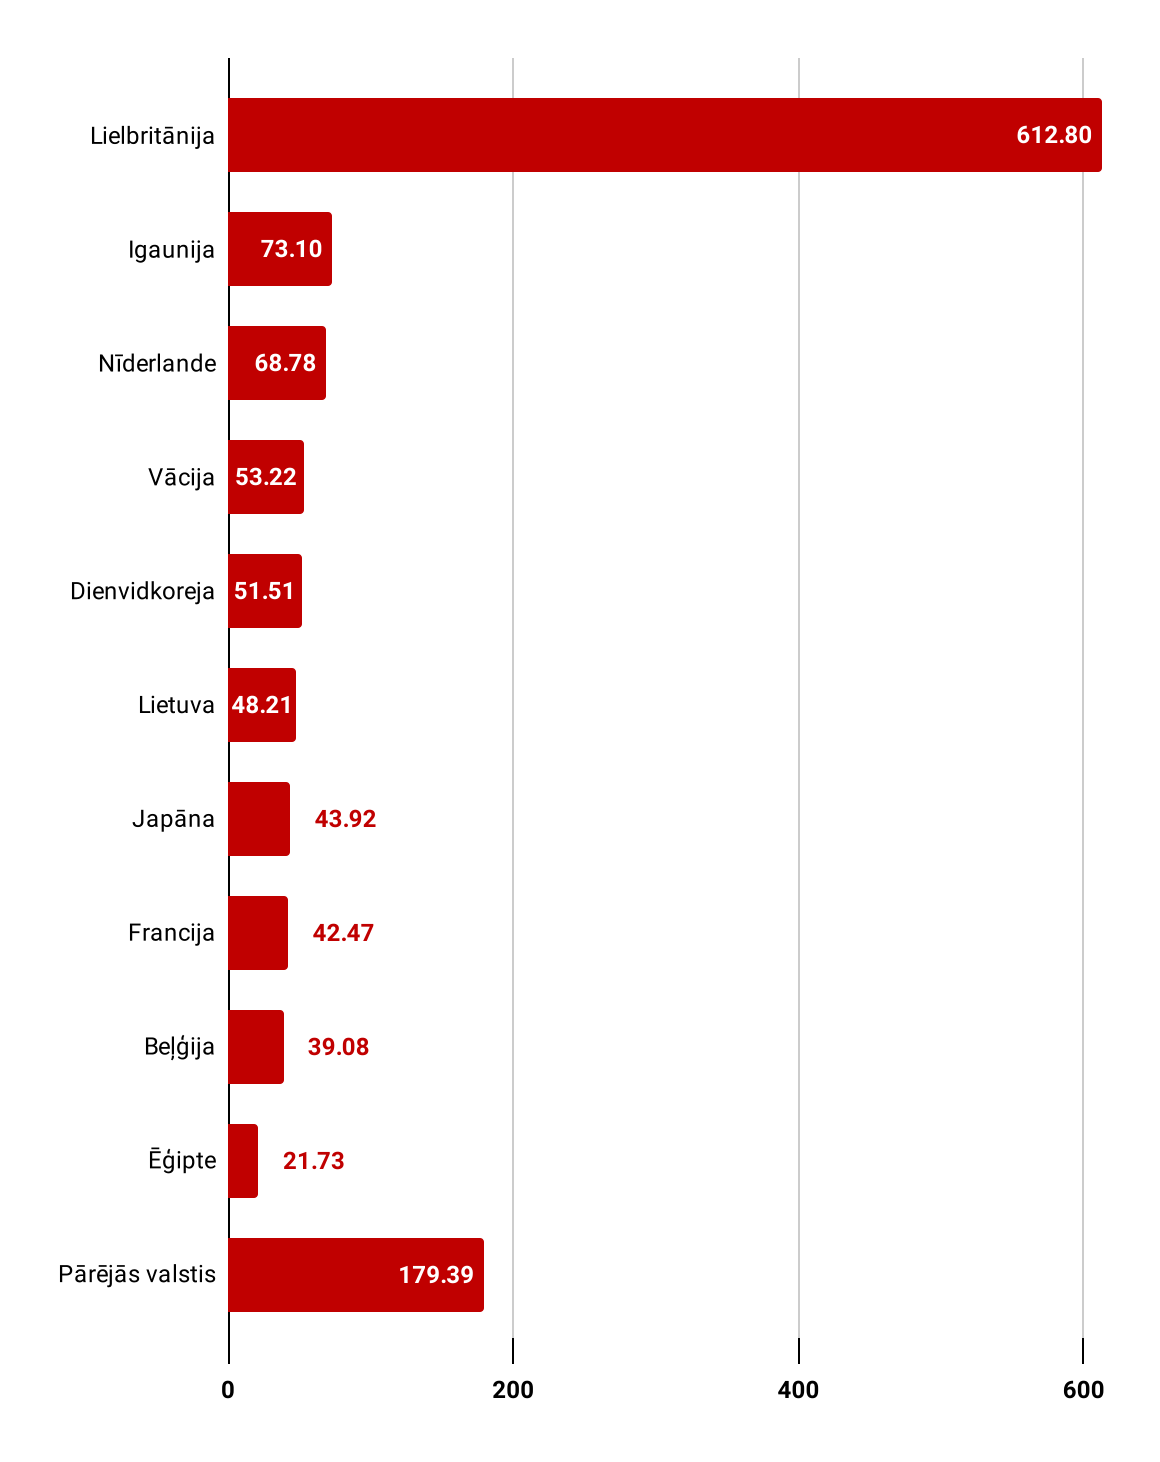 Lielbritānija 612.80
Igaunija 73.10
Nīderlande 68.78
Vācija 53.22
Dienvidkoreja 51.51
Lietuva 48.21
Japāna 43.92
Francija 42.47
Beļģija 39.08
Ēģipte 21.73
Pārējās valstis 179.39
0 200 400 600